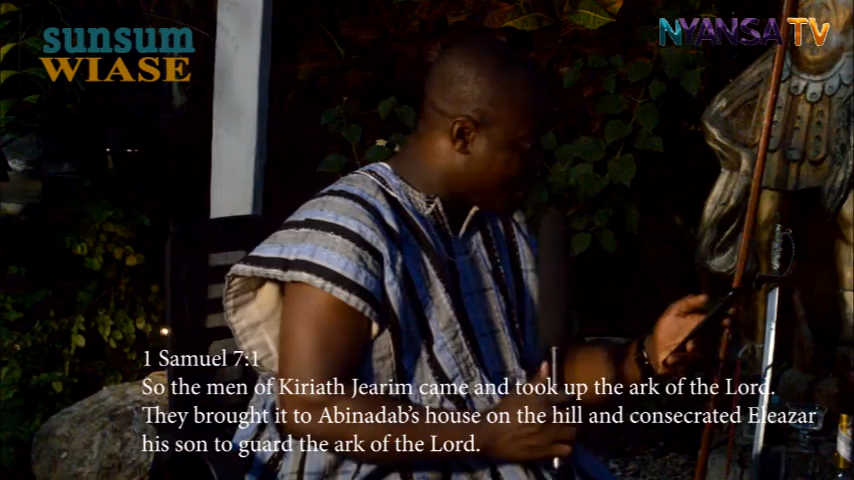 sunsum
WIASE
NYANSA TV
1 Samuel 7:1
So the men of Kiriath Jearim came and took up the ark of the Lord.
They brought it to Abinadab's house on the hill and consecrated Eleazar
his son to guard the ark of the Lord.